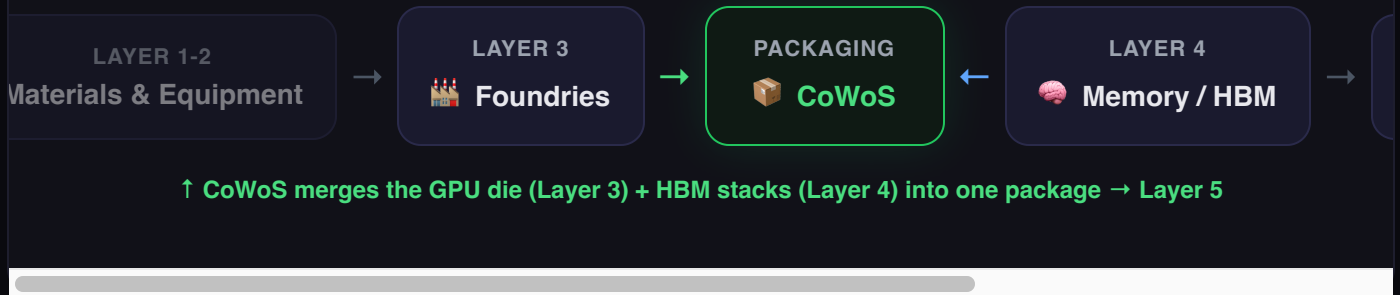 LAYER 1-2
Materials & Equipment
→
LAYER 3
Foundries
→
PACKAGING
CoWoS
←
LAYER 4
Memory / HBM
→
↑ CoWoS merges the GPU die (Layer 3) + HBM stacks (Layer 4) into one package → Layer 5